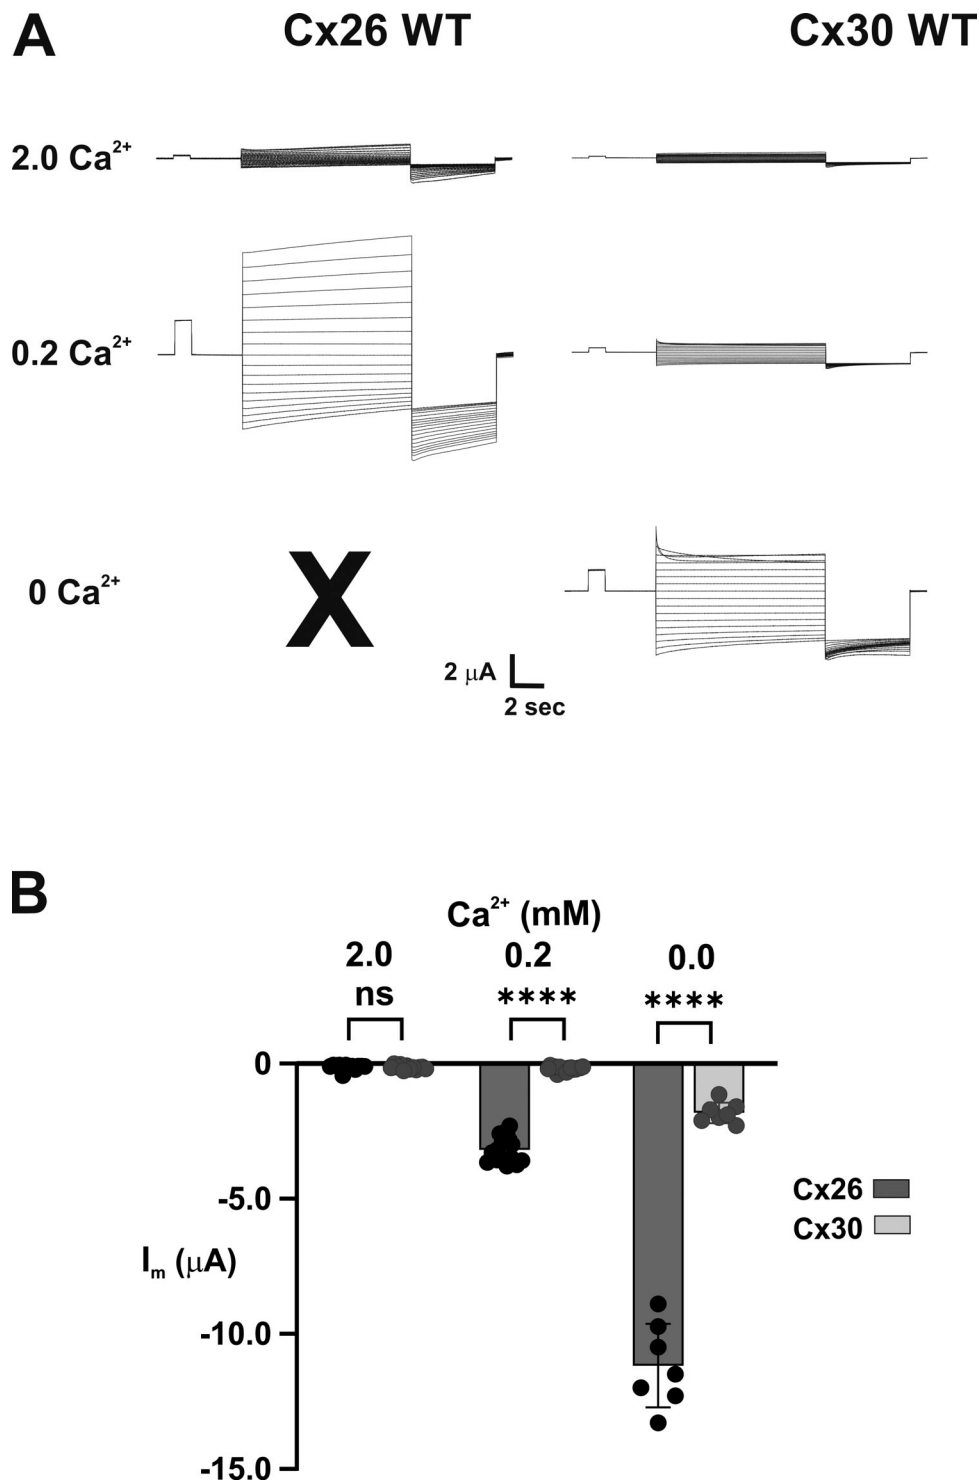 A
Cx26 WT
Cx30 WT
2.0 Ca²⁺
0.2 Ca²⁺
0 Ca²⁺
X
2 μA
2 sec
B
Ca²⁺ (mM)
2.0
0.2
0.0
ns
****
****
0
-5.0
-10.0
-15.0
Iₘ (μA)
Cx26
Cx30